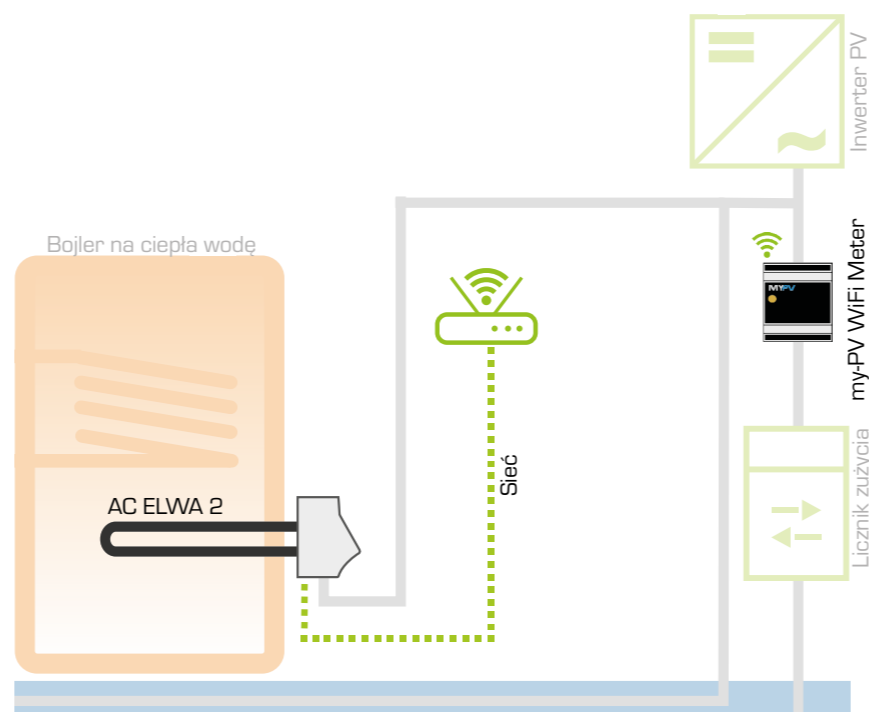 Inwerter PV
Bojler na ciepła wodę
my-PV WiFi Meter
MYPV
Licznik zużycia
Sieć
AC ELWA 2